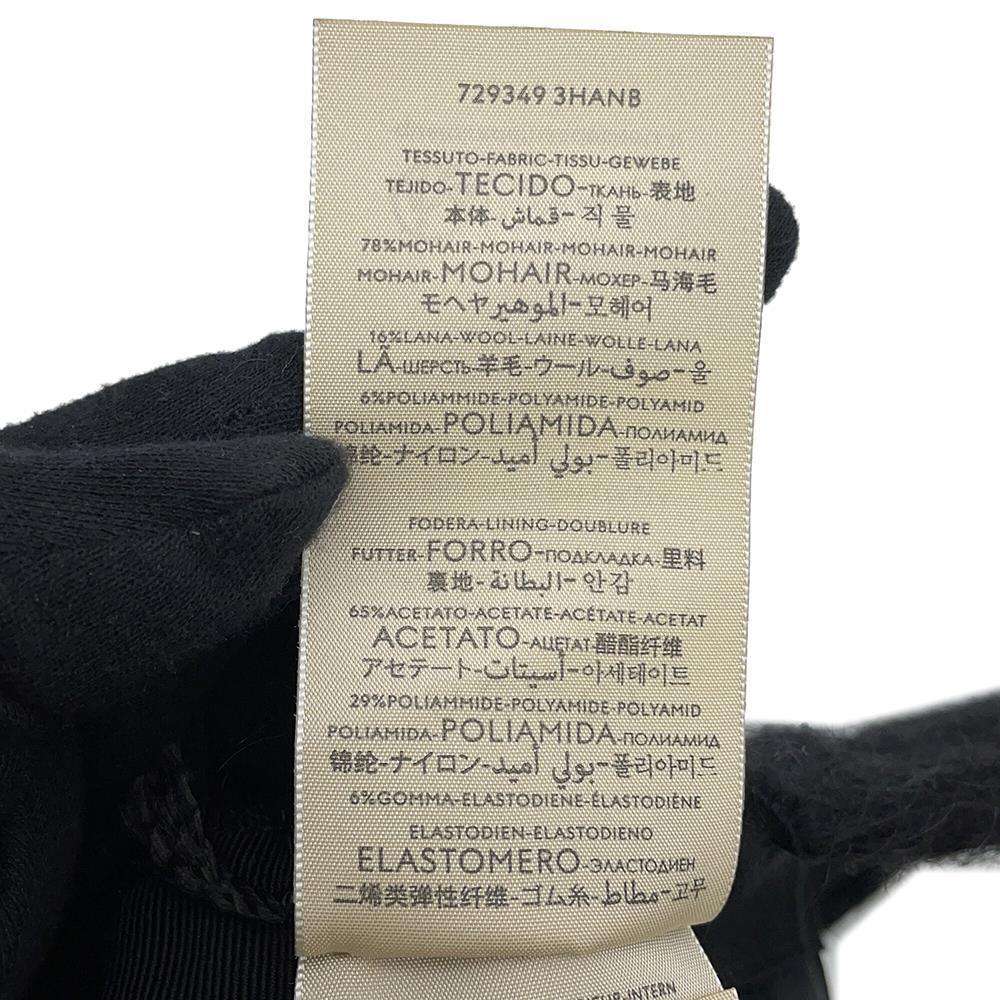 729349 3HANB
TESSUTO-FABRIC-TISSU-GEWEBE
TEJIDO-TECIDO-ТКАНЬ-表地
本体-قماش-직물
78%MOHAIR-MOHAIR-MOHAIR-MOHAIR
MOHAIR-MOHAIR-МОХЕР-马海毛
モヘヤ-الموهير-모헤어
16%LANA-WOOL-LAINE-WOLLE-LANA
LÃ-ШЕРСТЬ-羊毛-ウール-صوف-울
6%POLIAMMIDE-POLYAMIDE-POLYAMID
POLIAMIDA-POLIAMIDA-ПОЛИАМИД
锦纶-ナイロン-بولي أميد-폴리아미드
FODERA-LINING-DOUBLURE
FUTTER-FORRO-ПОДКЛАДКА-里料
裏地-البطانة-안감
65%ACETATO-ACETATE-ACÉTATE-ACETAT
ACETATO-АЦЕТАТ-醋酯纤维
アセテート-أسيتات-아세테이트
29%POLIAMMIDE-POLYAMIDE-POLYAMID
POLIAMIDA-POLIAMIDA-ПОЛИАМИД
锦纶-ナイロン-بولي أميد-폴리아미드
6%GOMMA-ELASTODIENE-ÉLASTODIÈNE
ELASTODIEN-ELASTODIENO
ELASTOMERO-ЭЛАСТОДИЕН
二烯类弹性纤维-ゴム糸-مطاط-고무